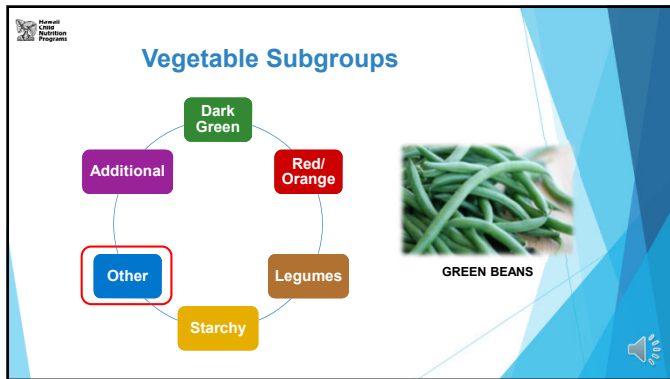 Hawaii
Child
Nutrition
Programs
Vegetable Subgroups
Dark
Green
Additional
Red/
Orange
Other
Legumes
Starchy
GREEN BEANS